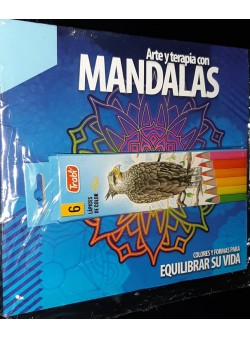 Arte y terapia con
MANDALAS
Trabi
6
LÁPICES
DE COLOR
COLORES Y FORMAS PARA
EQUILIBRAR SU VIDA